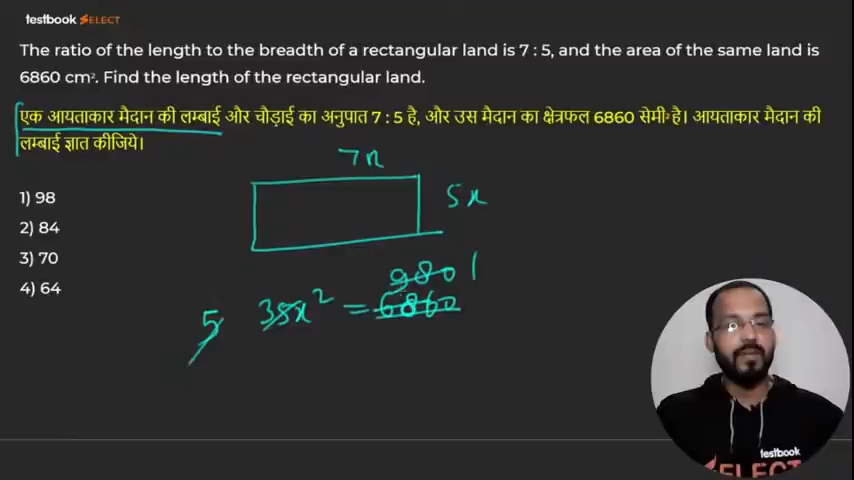 testbook SELECT
The ratio of the length to the breadth of a rectangular land is 7 : 5, and the area of the same land is
6860 cm². Find the length of the rectangular land.
एक आयताकार मैदान की लम्बाई और चौड़ाई का अनुपात 7 : 5 है, और उस मैदान का क्षेत्रफल 6860 सेमी² है। आयताकार मैदान की
लम्बाई ज्ञात कीजिये।
7x
1) 98
5x
2) 84
3) 70
980 1
4) 64
5 35x² = 6860
testbook
SELECT